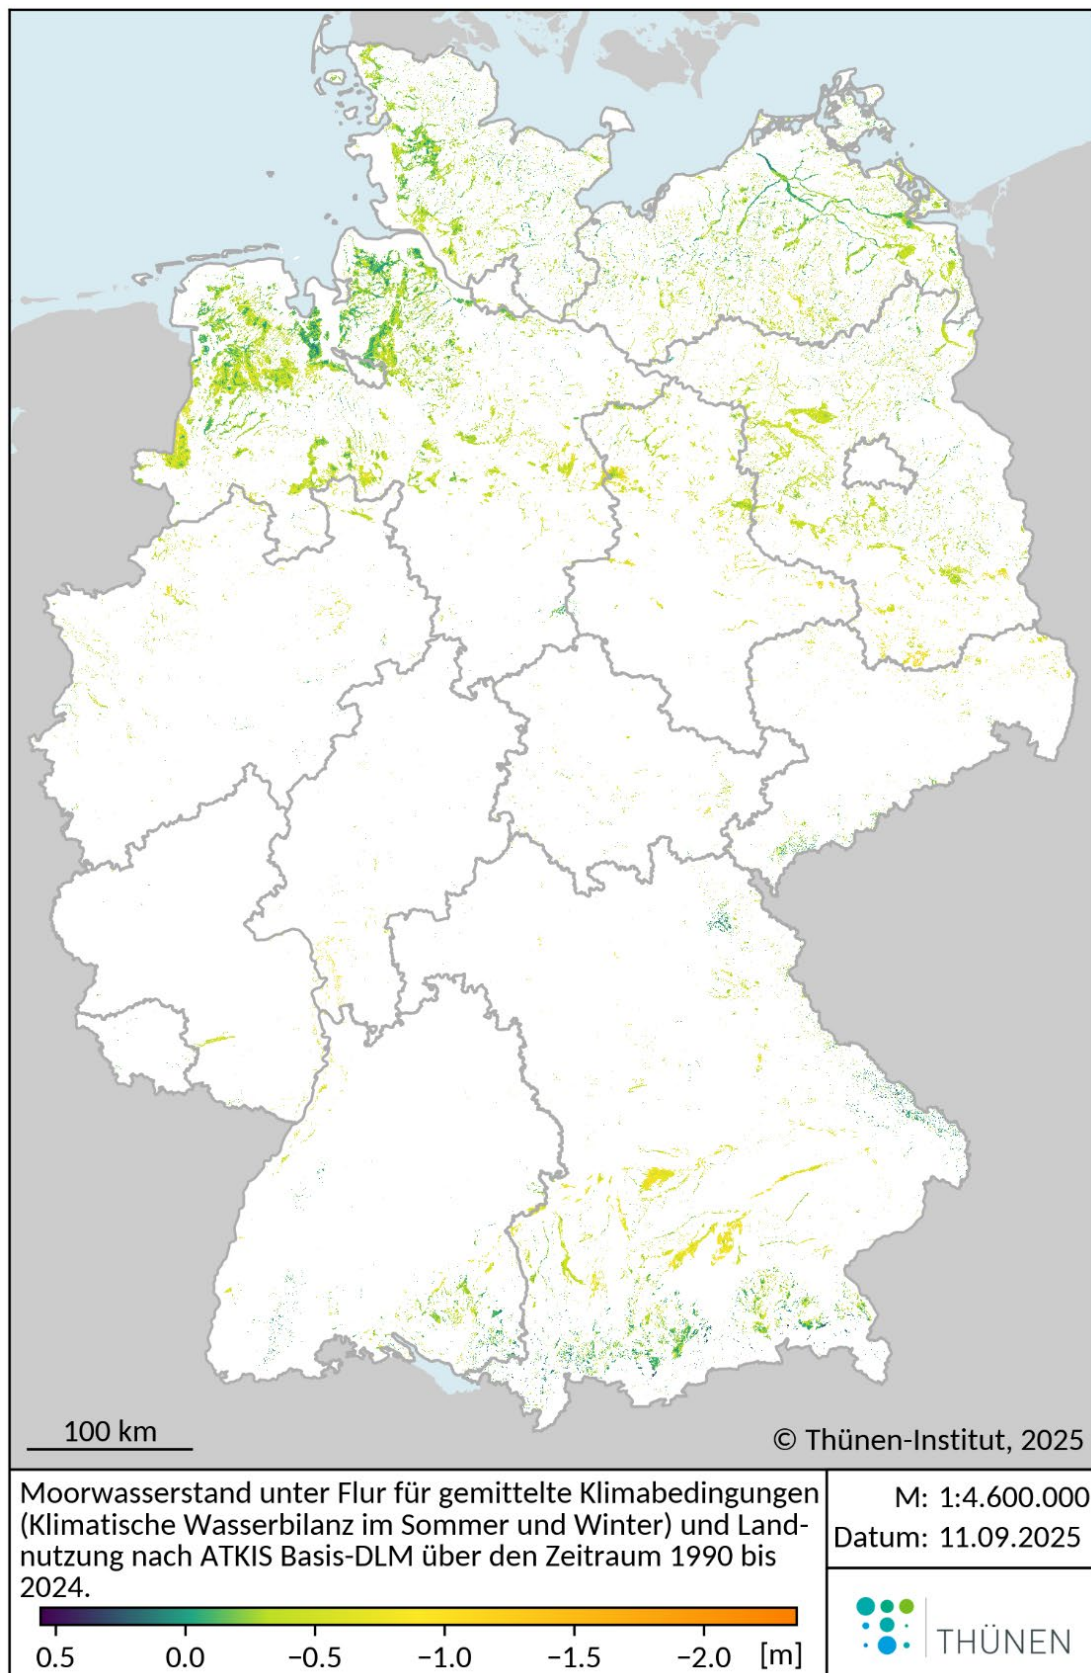 100 km
© Thünen-Institut, 2025
Moorwasserstand unter Flur für gemittelte Klimabedingungen
(Klimatische Wasserbilanz im Sommer und Winter) und Land-
nutzung nach ATKIS Basis-DLM über den Zeitraum 1990 bis
2024.
0.5 0.0 −0.5 −1.0 −1.5 −2.0 [m]
M: 1:4.600.000
Datum: 11.09.2025
THÜNEN